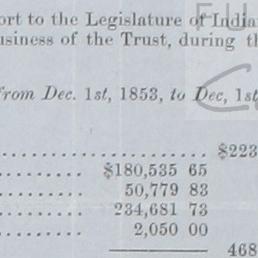 FU
ort to the Legislature of India
usiness of the Trust, during th
from Dec. 1st, 1853, to Dec, 1st
$223
$180,535 65
50,779 83
234,681 73
2,050 00
468